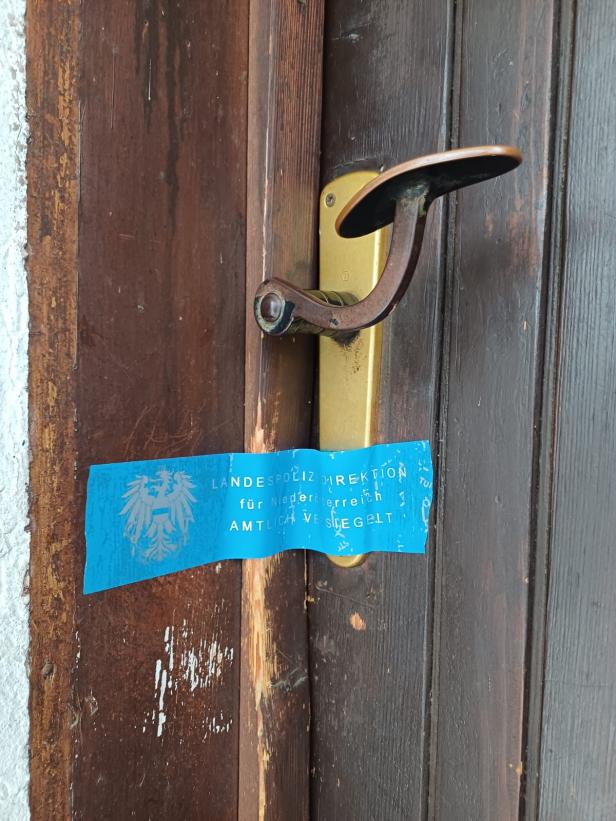 LANDESPOLIZEIDIREKTION
für Niederösterreich
AMTLICH VERSIEGELT